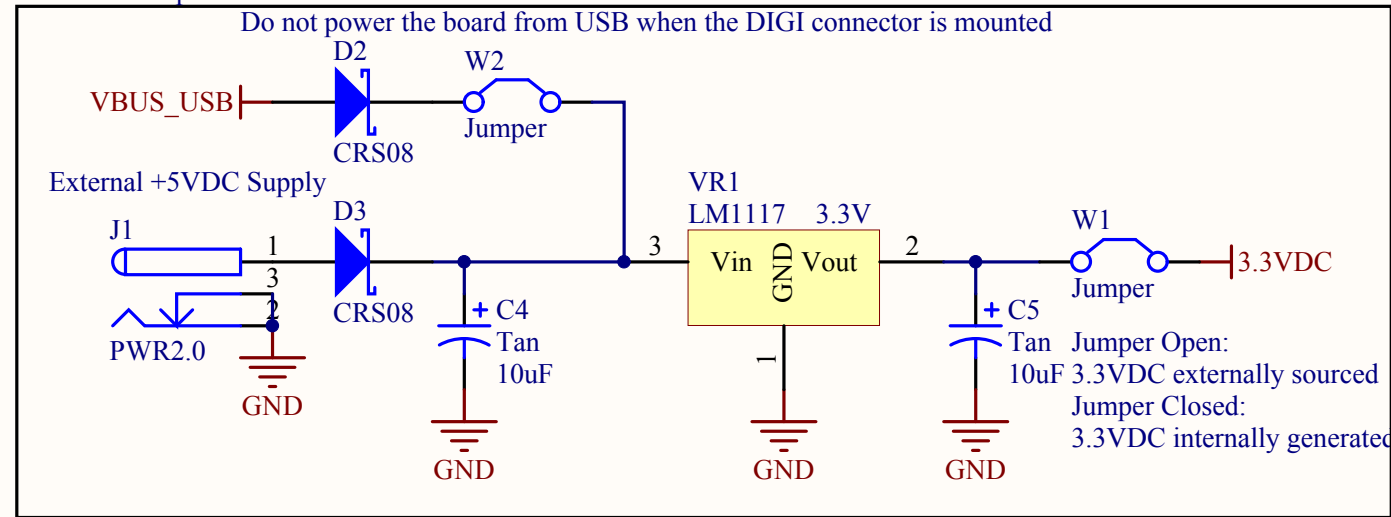 Do not power the board from USB when the DIGI connector is mounted
D2
W2
VBUS_USB
Jumper
CRS08
External +5VDC Supply
J1
D3
VR1
LM1117 3.3V
W1
1
3
2
3
Vin
GND
Vout
2
3.3VDC
Jumper
CRS08
PWR2.0
+ C4
Tan
10uF
1
+ C5
Tan
10uF
Jumper Open:
3.3VDC externally sourced
Jumper Closed:
3.3VDC internally generated
GND
GND
GND
GND